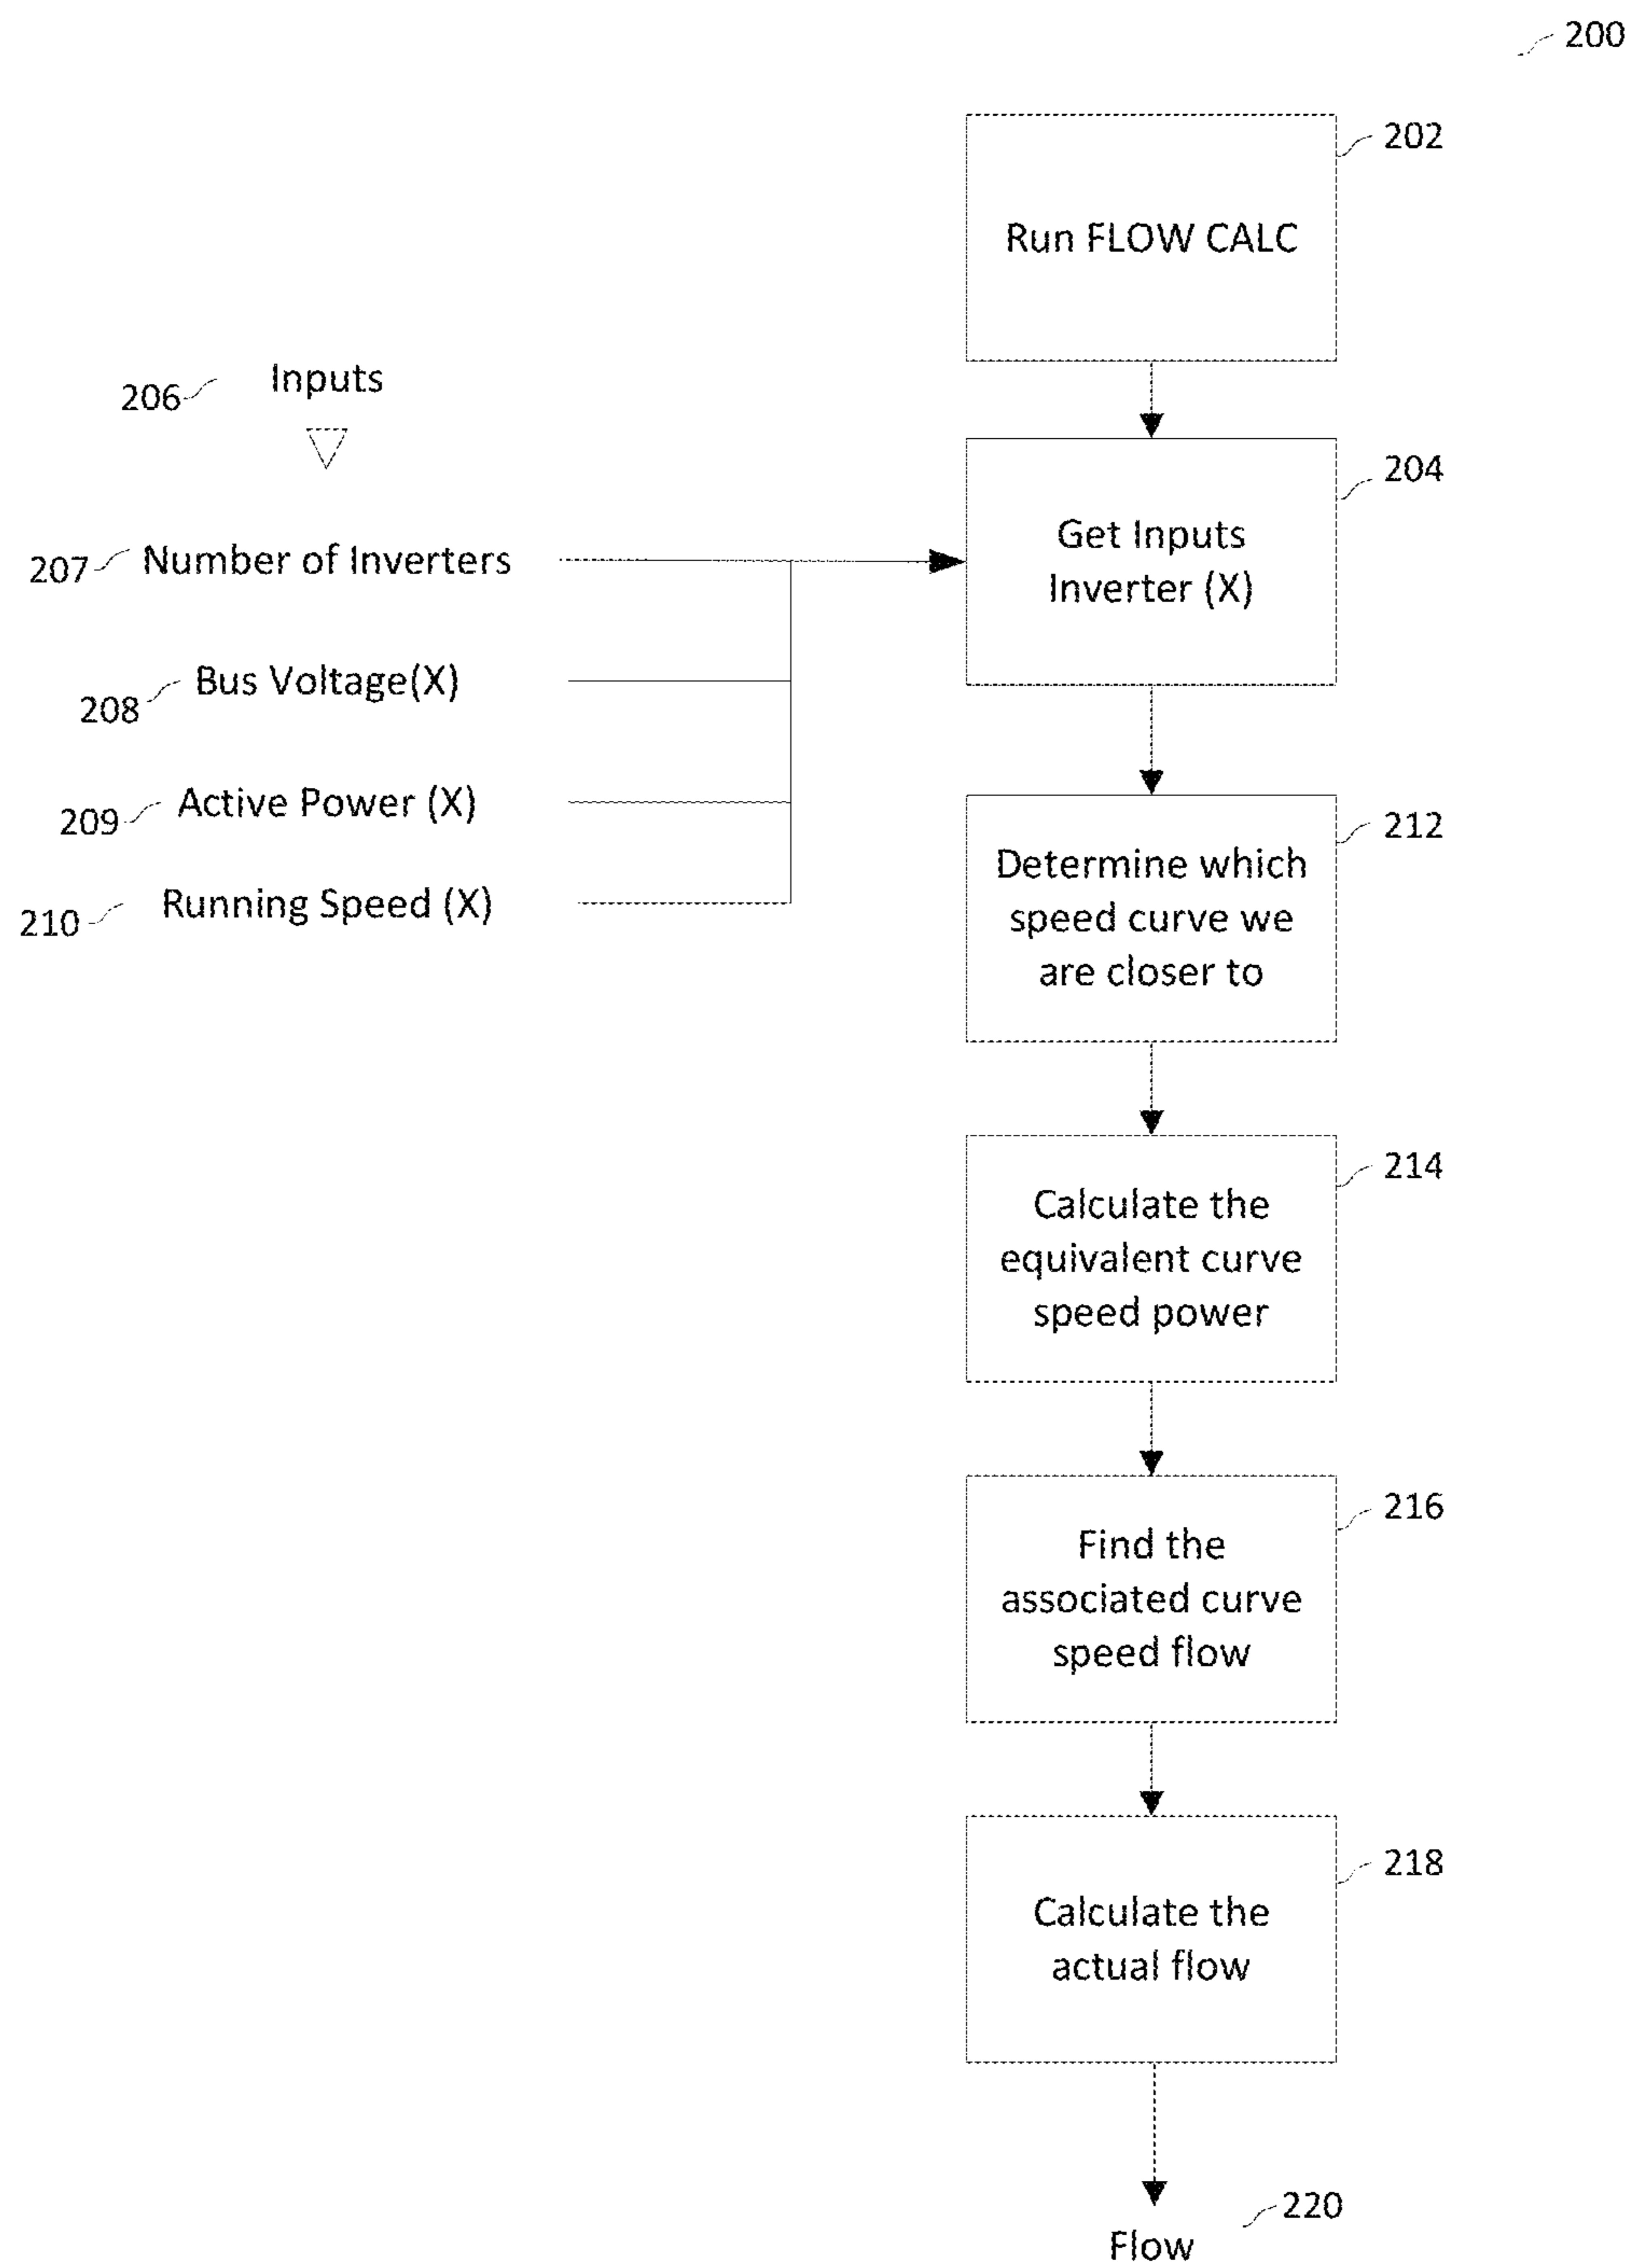 200
202
Run FLOW CALC
206
Inputs
204
Get Inputs
Inverter (X)
207
Number of Inverters
208
Bus Voltage(X)
209
Active Power (X)
210
Running Speed (X)
212
Determine which
speed curve we
are closer to
214
Calculate the
equivalent curve
speed power
216
Find the
associated curve
speed flow
218
Calculate the
actual flow
220
Flow